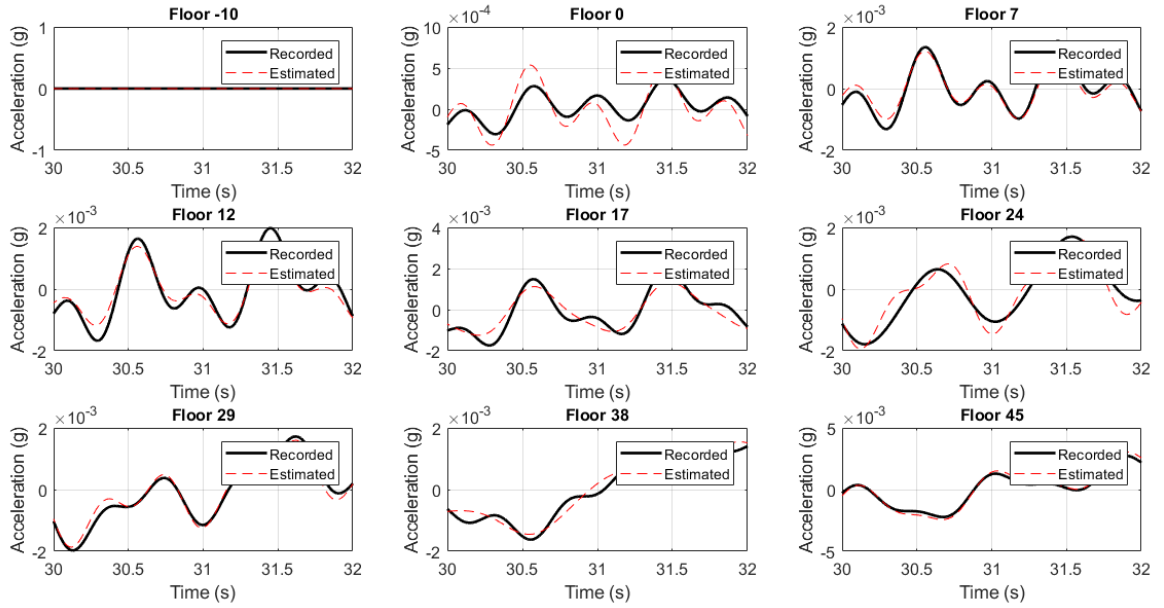 Floor -10
Acceleration (g)
1
0
-1
Recorded
Estimated
30 30.5 31 31.5 32
Time (s)
Floor 0
×10⁻⁴
Acceleration (g)
5
0
-5
Recorded
Estimated
30 30.5 31 31.5 32
Time (s)
Floor 7
×10⁻³
Acceleration (g)
2
0
-2
Recorded
Estimated
30 30.5 31 31.5 32
Time (s)
Floor 12
×10⁻³
Acceleration (g)
2
0
-2
Recorded
Estimated
30 30.5 31 31.5 32
Time (s)
Floor 17
×10⁻³
Acceleration (g)
4
2
0
-2
Recorded
Estimated
30 30.5 31 31.5 32
Time (s)
Floor 24
×10⁻³
Acceleration (g)
2
0
-2
Recorded
Estimated
30 30.5 31 31.5 32
Time (s)
Floor 29
×10⁻³
Acceleration (g)
2
0
-2
Recorded
Estimated
30 30.5 31 31.5 32
Time (s)
Floor 38
×10⁻³
Acceleration (g)
2
0
-2
Recorded
Estimated
30 30.5 31 31.5 32
Time (s)
Floor 45
×10⁻³
Acceleration (g)
5
0
-5
Recorded
Estimated
30 30.5 31 31.5 32
Time (s)